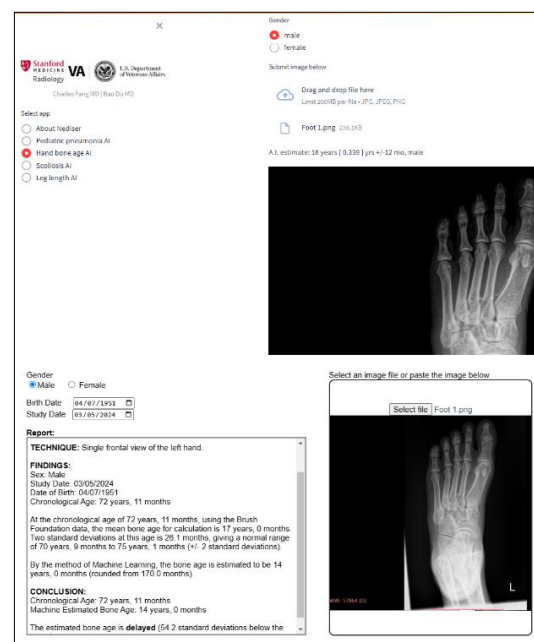 ×
Stanford
MEDICINE
Radiology
VA
U.S. Department
of Veterans Affairs
Charles Fang MD | Bao Do MD
Select app
About Nediser
Pediatric pneumonia AI
Hand bone age AI
Scoliosis AI
Leg length AI
Gender
male
female
Submit image below
Drag and drop file here
Limit 200MB per file • JPG, JPEG, PNG
Foot 1.png 236.1KB
A.I. estimate: 16 years | 0.339 | yrs +/-12 mo, male
Gender
Male Female
Birth Date 04/07/1951
Study Date 03/05/2024
Report:
TECHNIQUE: Single frontal view of the left hand.
FINDINGS:
Sex: Male
Study Date: 03/05/2024
Date of Birth: 04/07/1951
Chronological Age: 72 years, 11 months
At the chronological age of 72 years, 11 months, using the Brush
Foundation data, the mean bone age for calculation is 17 years, 0 months.
Two standard deviations at this age is 26.1 months, giving a normal range
of 70 years, 9 months to 75 years, 1 months (+/- 2 standard deviations).
By the method of Machine Learning, the bone age is estimated to be 14
years, 0 months (rounded from 170.0 months).
CONCLUSION:
Chronological Age: 72 years, 11 months
Machine Estimated Bone Age: 14 years, 0 months
The estimated bone age is delayed (54.2 standard deviations below the
Select an image file or paste the image below
Select file Foot 1.png
L